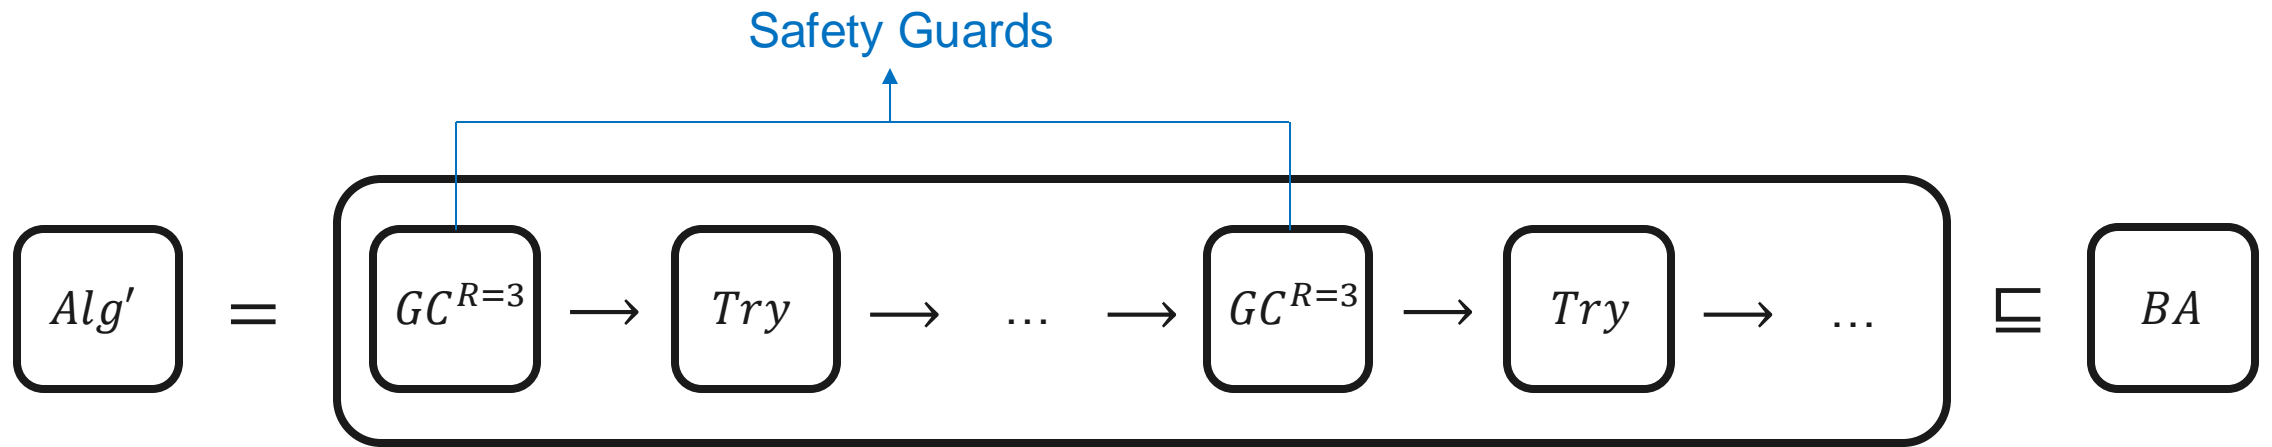 Safety Guards
Alg′ = GC^{R=3} → Try → … → GC^{R=3} → Try → … ⊑ BA